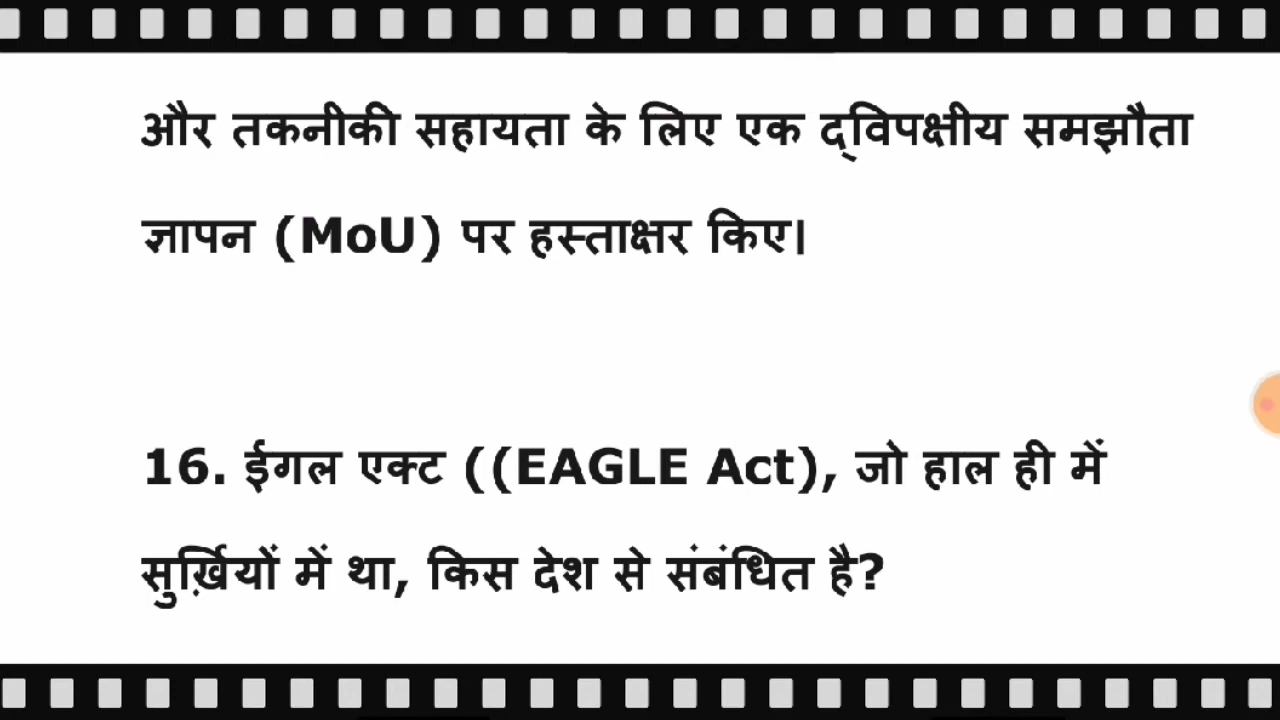 और तकनीकी सहायता के लिए एक द्विपक्षीय समझौता
ज्ञापन (MoU) पर हस्ताक्षर किए।
16. ईगल एक्ट ((EAGLE Act), जो हाल ही में
सुर्ख़ियों में था, किस देश से संबंधित है?